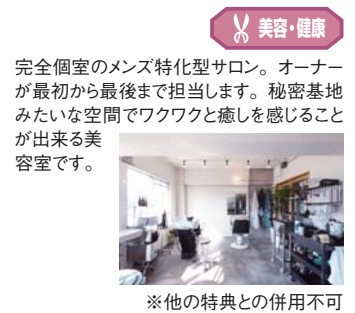 美容・健康
完全個室のメンズ特化型サロン。オーナー
が最初から最後まで担当します。秘密基地
みたいな空間でワクワクと癒しを感じること
が出来る美
容室です。
※他の特典との併用不可